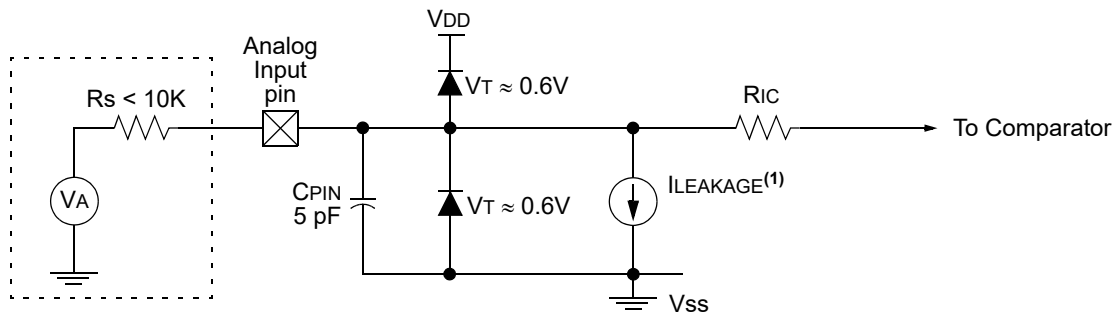 VDD
Analog
Input
pin
VT ≈ 0.6V
Rs < 10K
RIC
To Comparator
VA
CPIN
5 pF
VT ≈ 0.6V
ILEAKAGE(1)
Vss